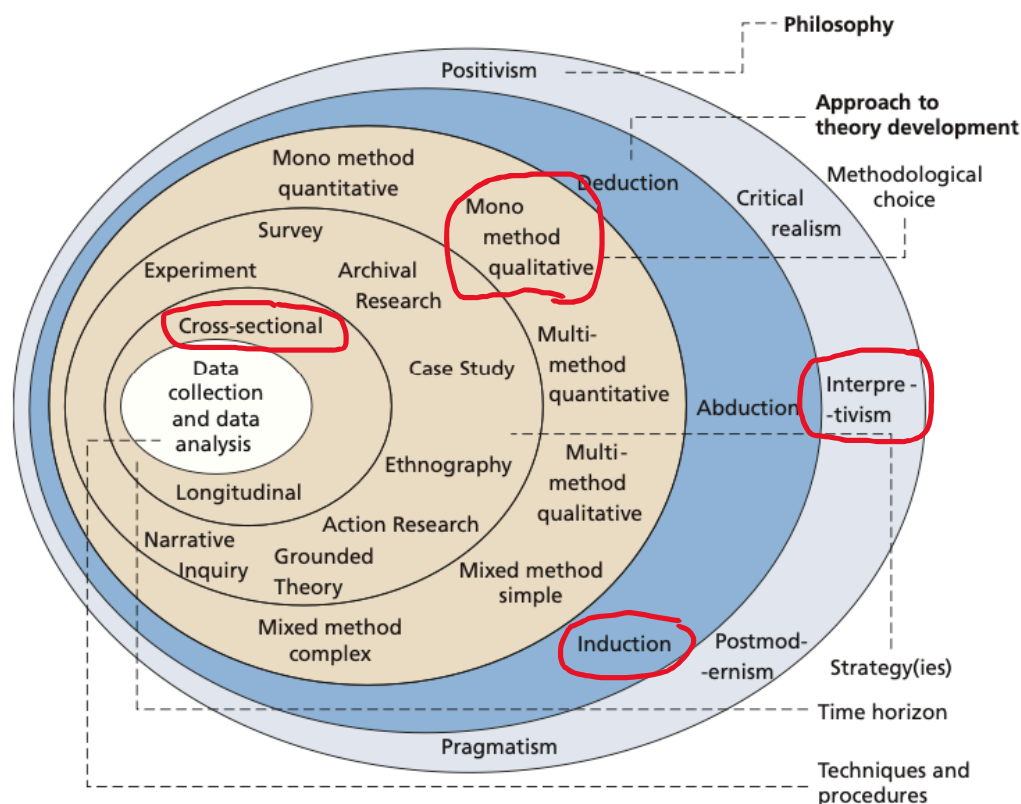 Philosophy
Positivism
Approach to
theory development
Mono method
quantitative
Deduction
Methodological
choice
Mono
method
qualitative
Critical
realism
Survey
Experiment
Archival
Research
Cross-sectional
Multi-
method
quantitative
Data
collection
and data
analysis
Case Study
Abduction
Interpre -
-tivism
Ethnography
Multi-
method
qualitative
Longitudinal
Action Research
Narrative
Inquiry
Grounded
Theory
Mixed method
simple
Mixed method
complex
Induction
Postmod-
-ernism
Strategy(ies)
Time horizon
Pragmatism
Techniques and
procedures